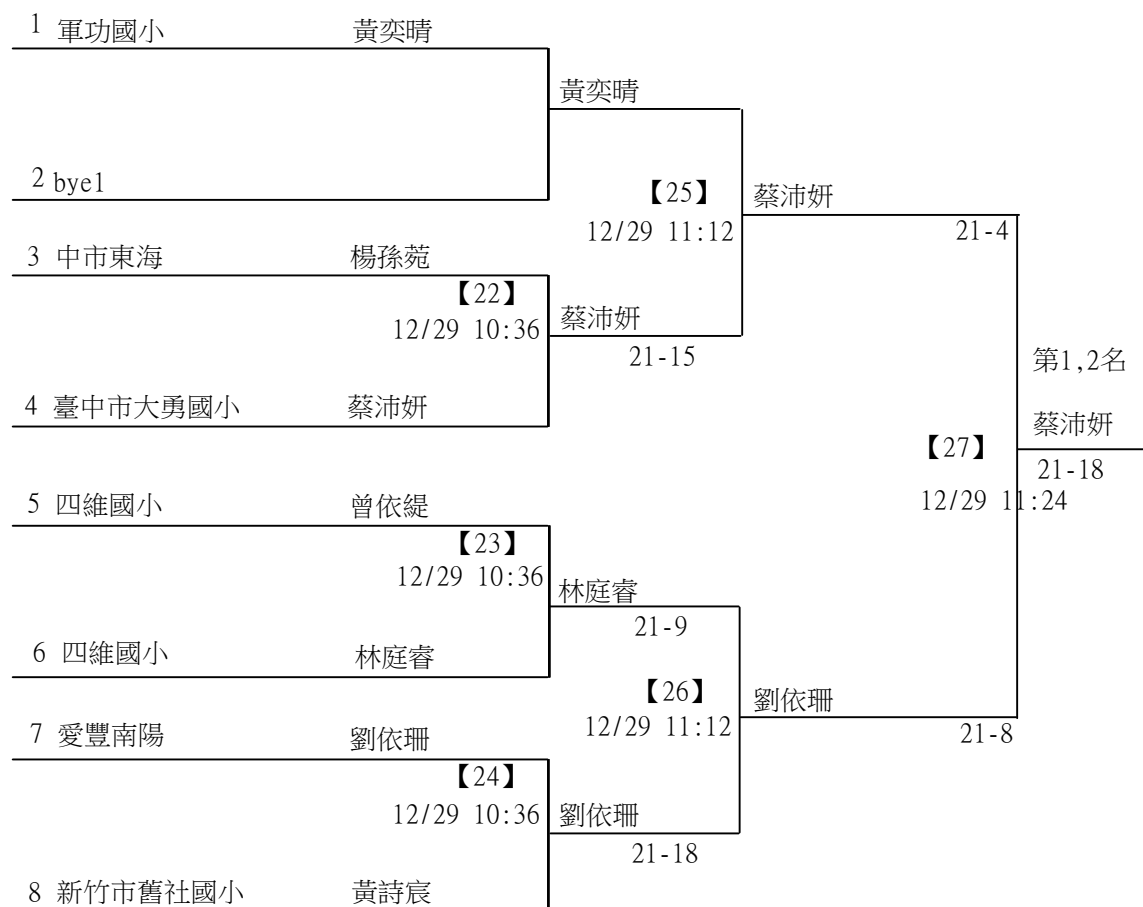 1 軍功國小 黃奕晴
黃奕晴
2 bye1
【25】
12/29 11:12
蔡沛妍
21-4
3 中市東海 楊孫菀
【22】
12/29 10:36
蔡沛妍
21-15
4 臺中市大勇國小 蔡沛妍
第1,2名
蔡沛妍
【27】
21-18
12/29 11:24
5 四維國小 曾依緹
【23】
12/29 10:36
林庭睿
21-9
6 四維國小 林庭睿
【26】
12/29 11:12
劉依珊
21-8
7 愛豐南陽 劉依珊
【24】
12/29 10:36
劉依珊
21-18
8 新竹市舊社國小 黃詩宸